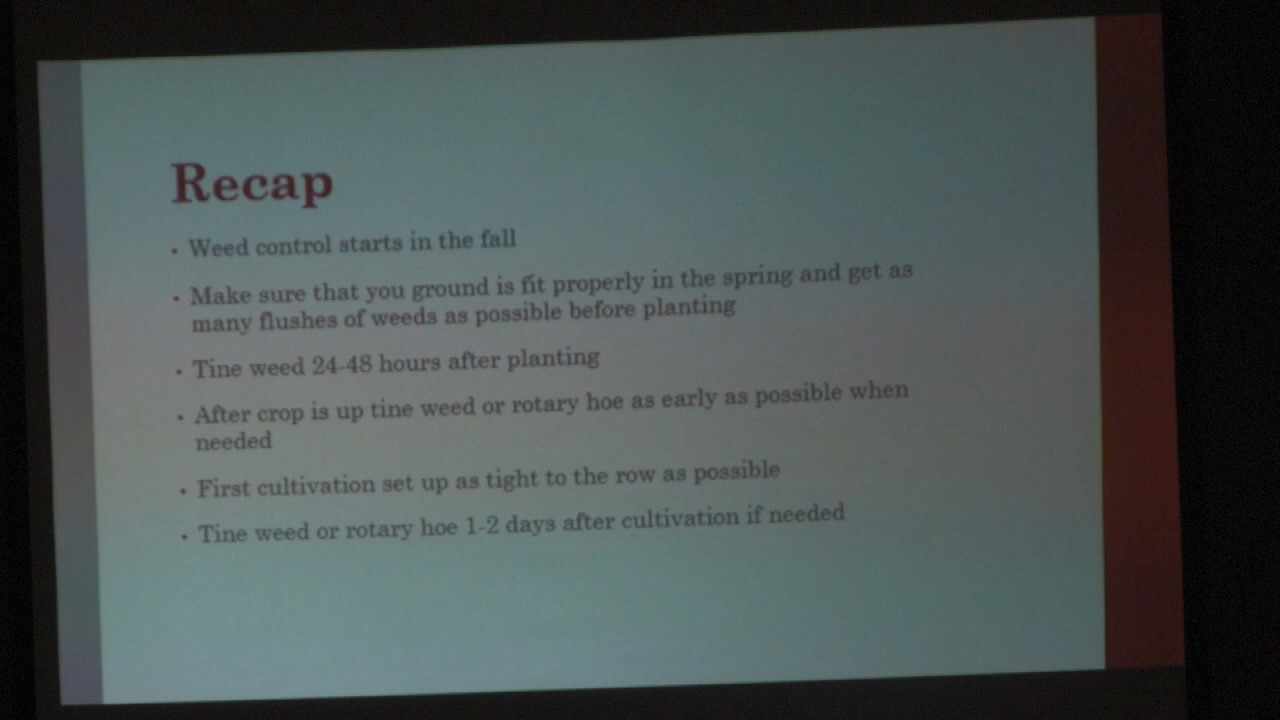 Recap
• Weed control starts in the fall
• Make sure that you ground is fit properly in the spring and get as
many flushes of weeds as possible before planting
• Tine weed 24-48 hours after planting
• After crop is up tine weed or rotary hoe as early as possible when
needed
• First cultivation set up as tight to the row as possible
• Tine weed or rotary hoe 1-2 days after cultivation if needed